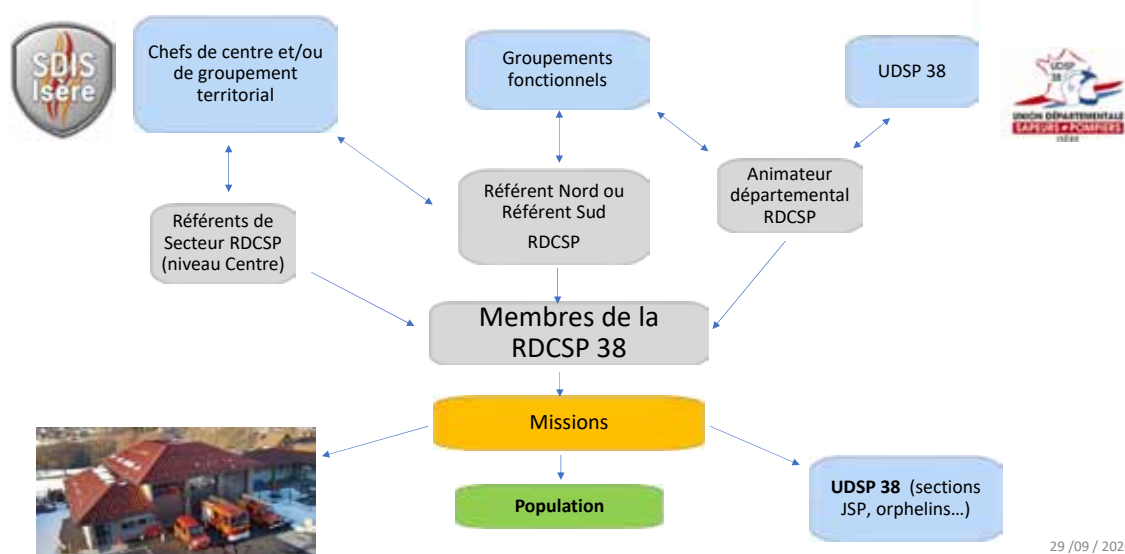 SDIS
Isère
Chefs de centre et/ou
de groupement
territorial
Groupements
fonctionnels
UDSP 38
UDSP
38
UNION DÉPARTEMENTALE
SAPEURS POMPIERS
ISÈRE
Référents de
Secteur RDCSP
(niveau Centre)
Référent Nord ou
Référent Sud
RDCSP
Animateur
départemental
RDCSP
Membres de la
RDCSP 38
Missions
Population
UDSP 38 (sections
JSP, orphelins…)
29 /09 / 202